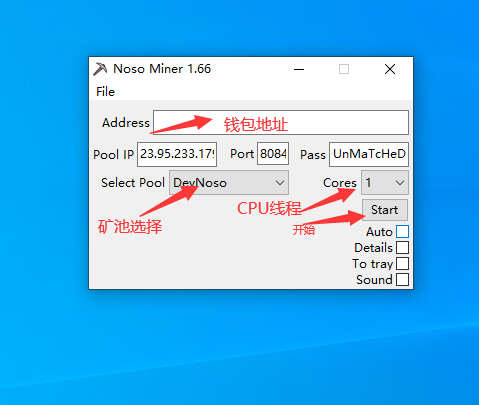 Noso Miner 1.66
File
Address 钱包地址
Pool IP 23.95.233.179 Port 8084 Pass UnMaTcHeD
Select Pool DevNoso Cores 1
CPU线程
矿池选择 开始 Start
Auto
Details
To tray
Sound